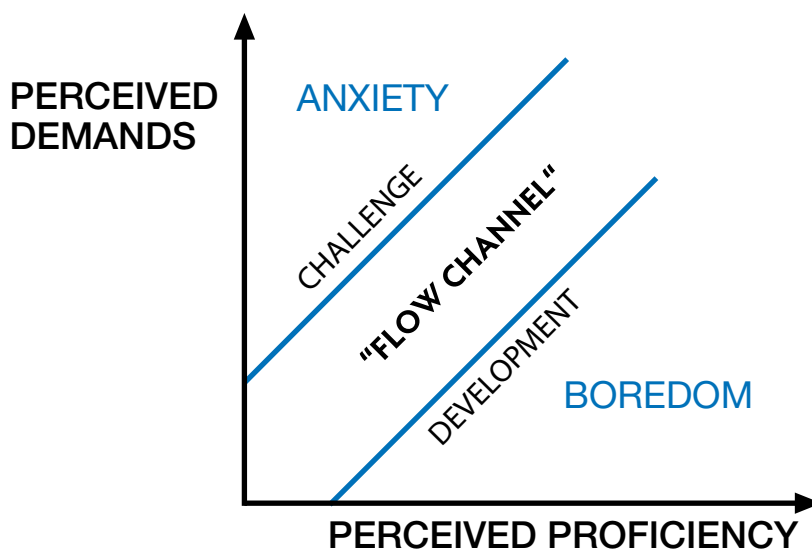 PERCEIVED
DEMANDS
ANXIETY
CHALLENGE
"FLOW CHANNEL"
DEVELOPMENT
BOREDOM
PERCEIVED PROFICIENCY